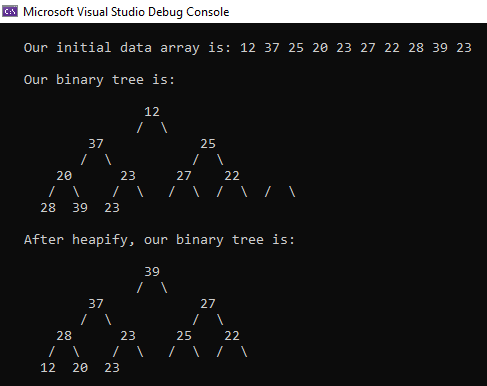 Microsoft Visual Studio Debug Console
Our initial data array is: 12 37 25 20 23 27 22 28 39 23
Our binary tree is:
12
/ \
37 25
/ \ / \
20 23 27 22
/ \ / \ / \ / \ / \
28 39 23
After heapify, our binary tree is:
39
/ \
37 27
/ \ / \
28 23 25 22
/ \ / \ / \ / \
12 20 23